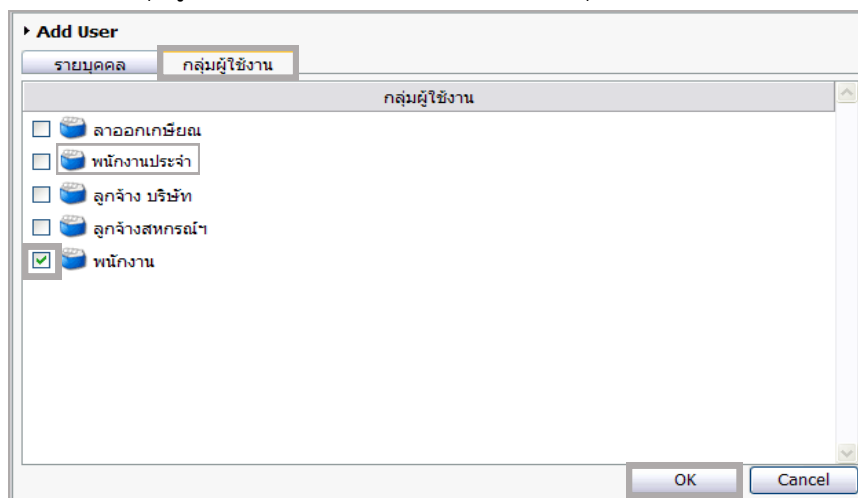 Add User
รายบุคคล กลุ่มผู้ใช้งาน
กลุ่มผู้ใช้งาน
ลาออกเกษียณ
พนักงานประจำ
ลูกจ้าง บริษัท
ลูกจ้างสหกรณ์ฯ
พนักงาน
OK Cancel